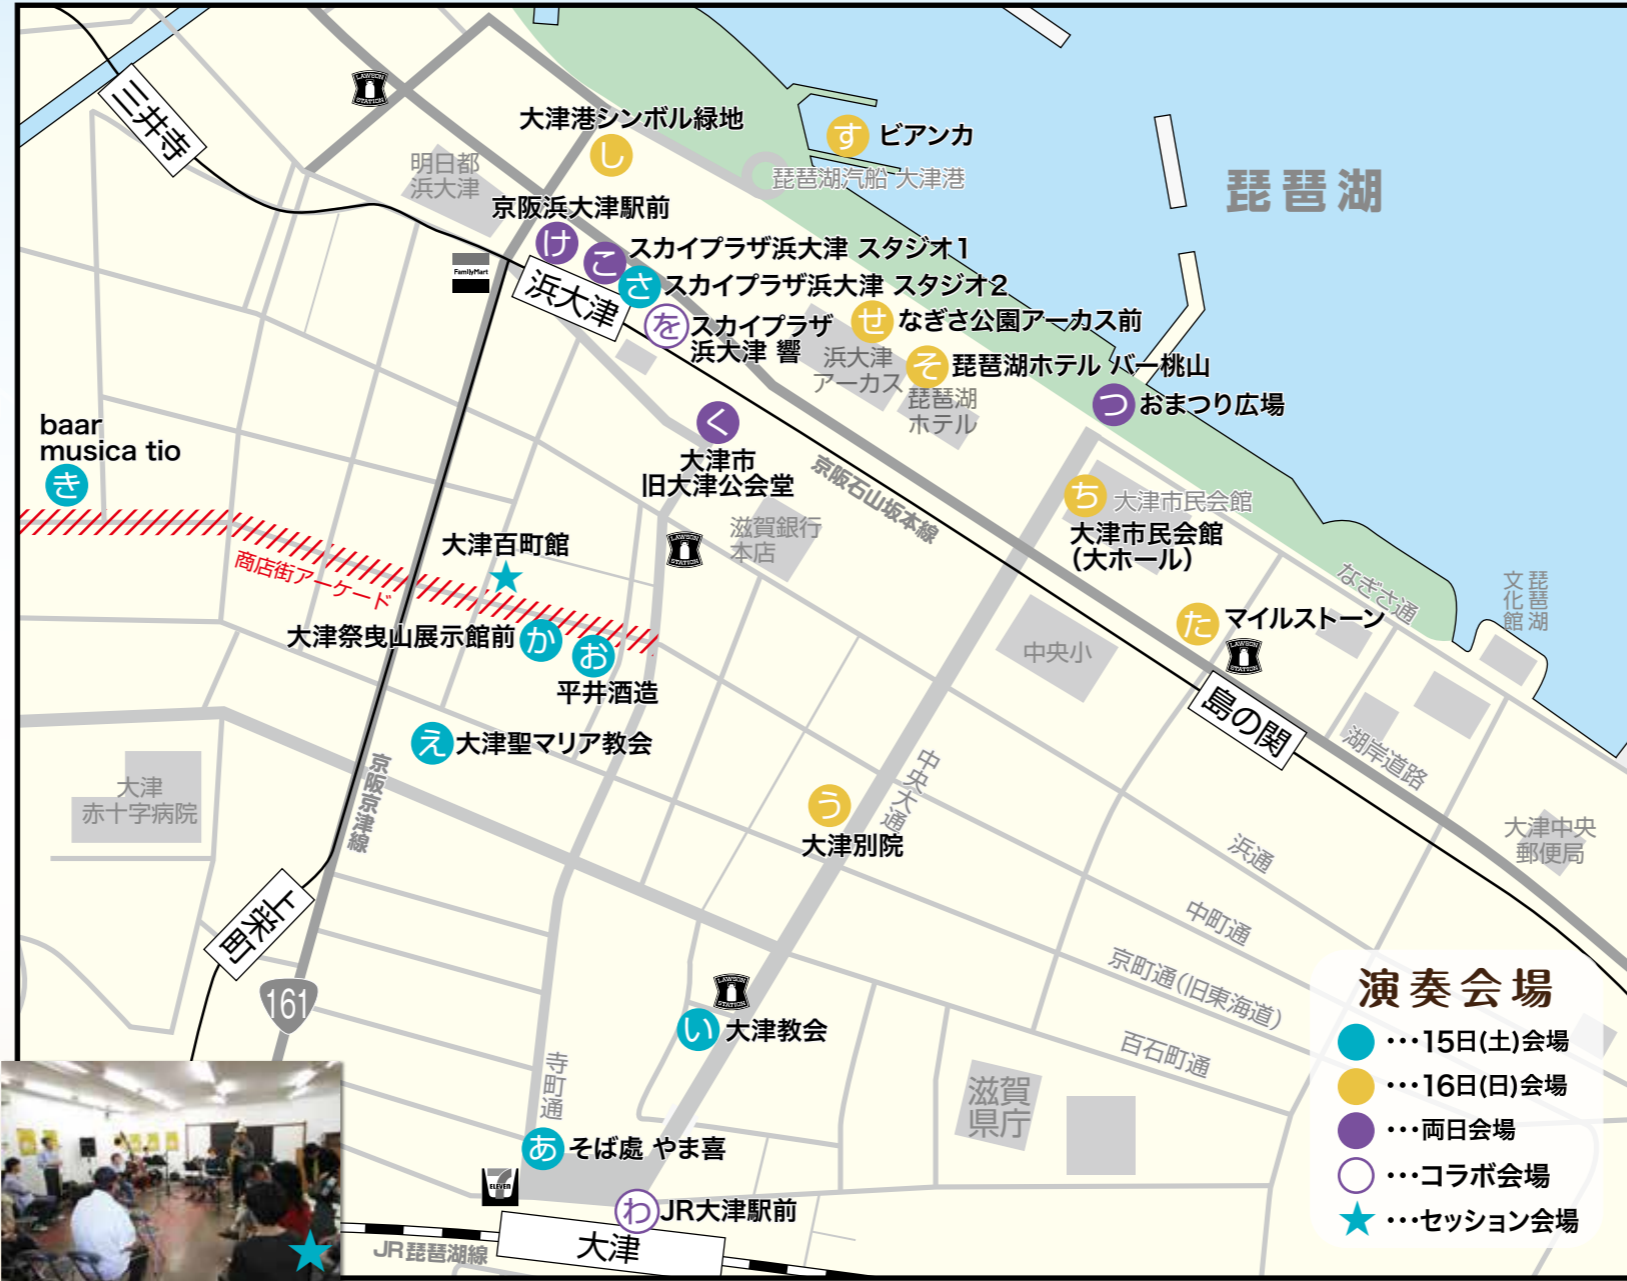 三井寺
LAWSON
STATION
大津港シンボル緑地
し
す ビアンカ
明日都
浜大津
琵琶湖汽船 大津港
琵琶湖
京阪浜大津駅前
け
こ スカイプラザ浜大津 スタジオ1
FamilyMart
浜大津
さ スカイプラザ浜大津 スタジオ2
を スカイプラザ
浜大津 響
せ なぎさ公園アーカス前
浜大津
アーカス
そ 琵琶湖ホテル バー桃山
琵琶湖
ホテル
つ おまつり広場
baar
musica tio
き
く
大津市
旧大津公会堂
京阪石山坂本線
ち 大津市民会館
大津市民会館
(大ホール)
商店街アーケード
大津百町館
LAWSON
STATION
滋賀銀行
本店
なぎさ通
琵琶湖
文化館
大津祭曳山展示館前 か
お
平井酒造
中央小
た マイルストーン
LAWSON
STATION
島の関
え 大津聖マリア教会
京阪京津線
中央大通
湖岸道路
大津
赤十字病院
う
大津別院
浜通
大津中央
郵便局
上栄町
中町通
京町通(旧東海道)
161
LAWSON
STATION
い 大津教会
百石町通
寺町通
滋賀
県庁
あ そば處 やま喜
7
ELEVEN
わ JR大津駅前
JR琵琶湖線
大津
演奏会場
…15日(土)会場
…16日(日)会場
…両日会場
…コラボ会場
…セッション会場